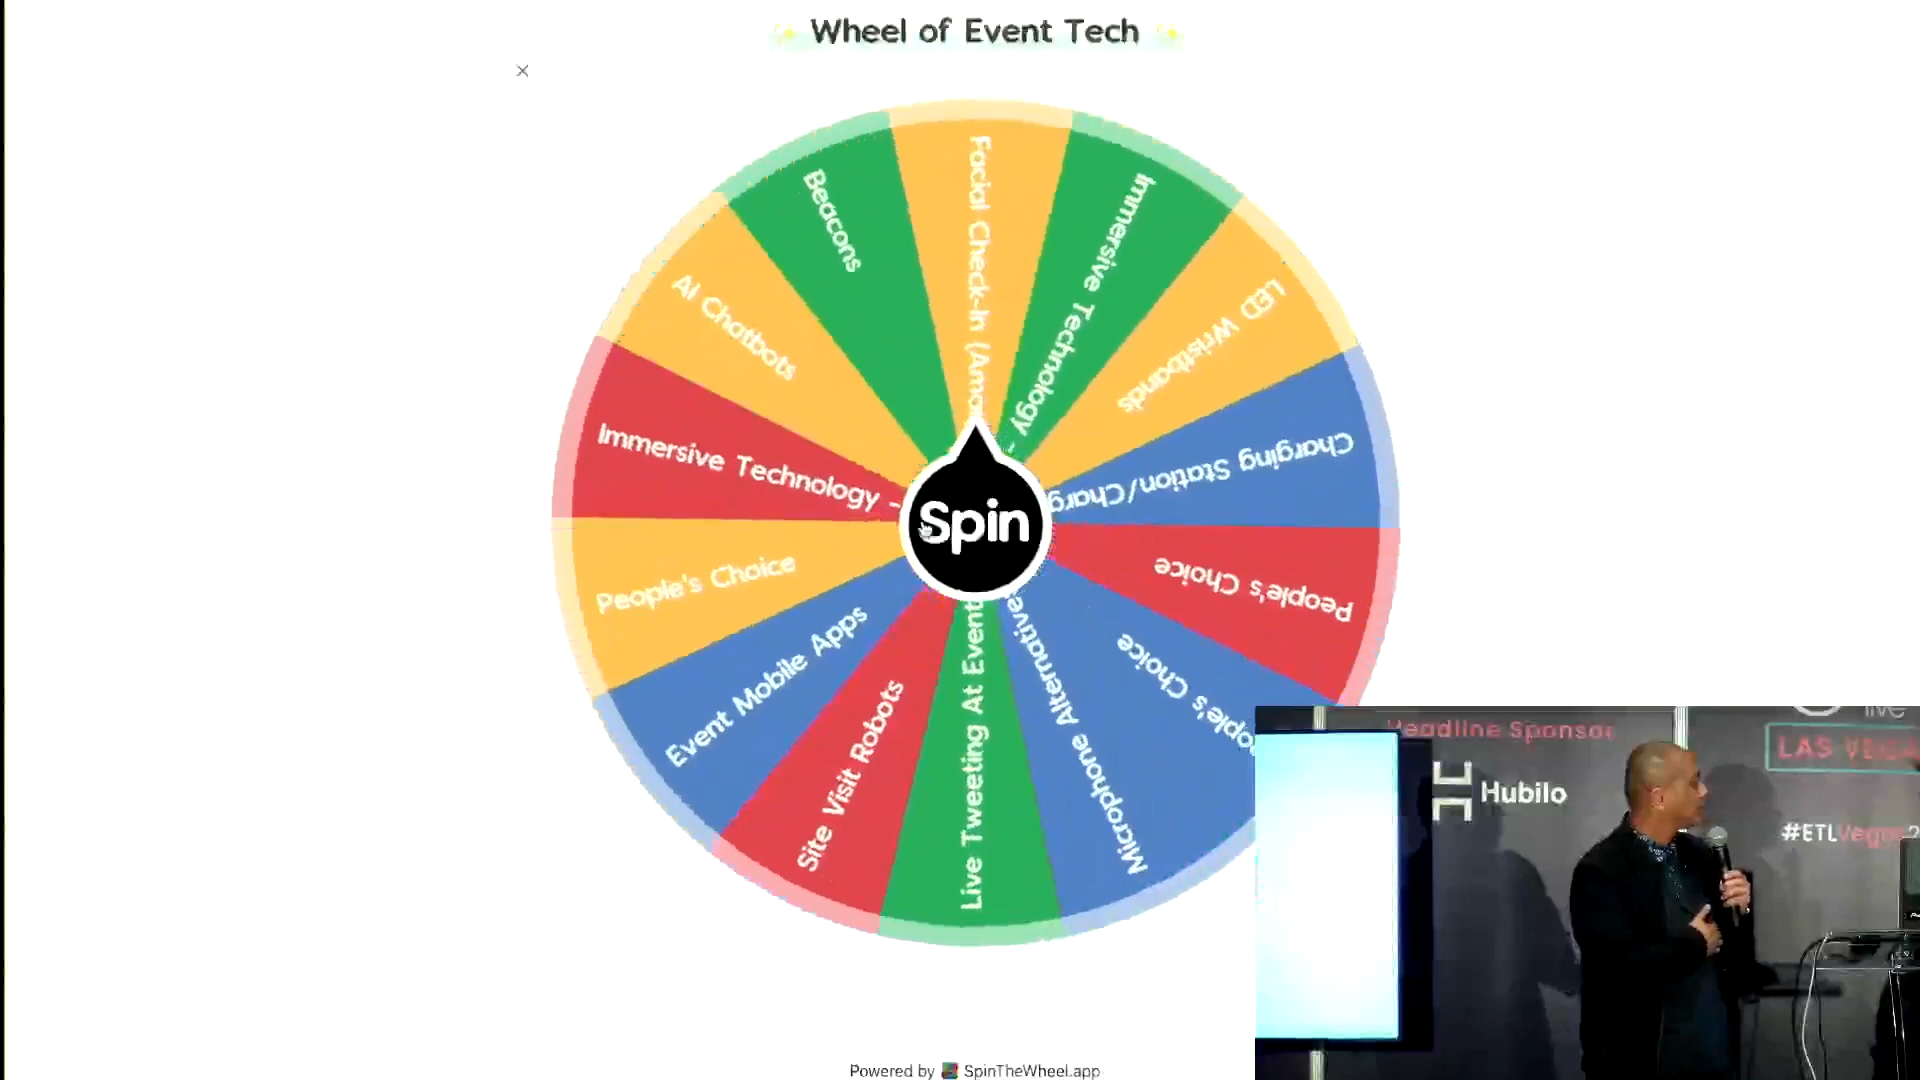 Wheel of Event Tech
Facial Check-In (Ama
Immersive Technology -
LED Wristbands
Charging Station/Charg
People's Choice
People's Choice
Microphone Alternative
Live Tweeting At Event
Site Visit Robots
Event Mobile Apps
People's Choice
Immersive Technology -
AI Chatbots
Beacons
Spin
Headline Sponsor
Hubilo
live
LAS VEGA
#ETLVegas2
Powered by SpinTheWheel.app